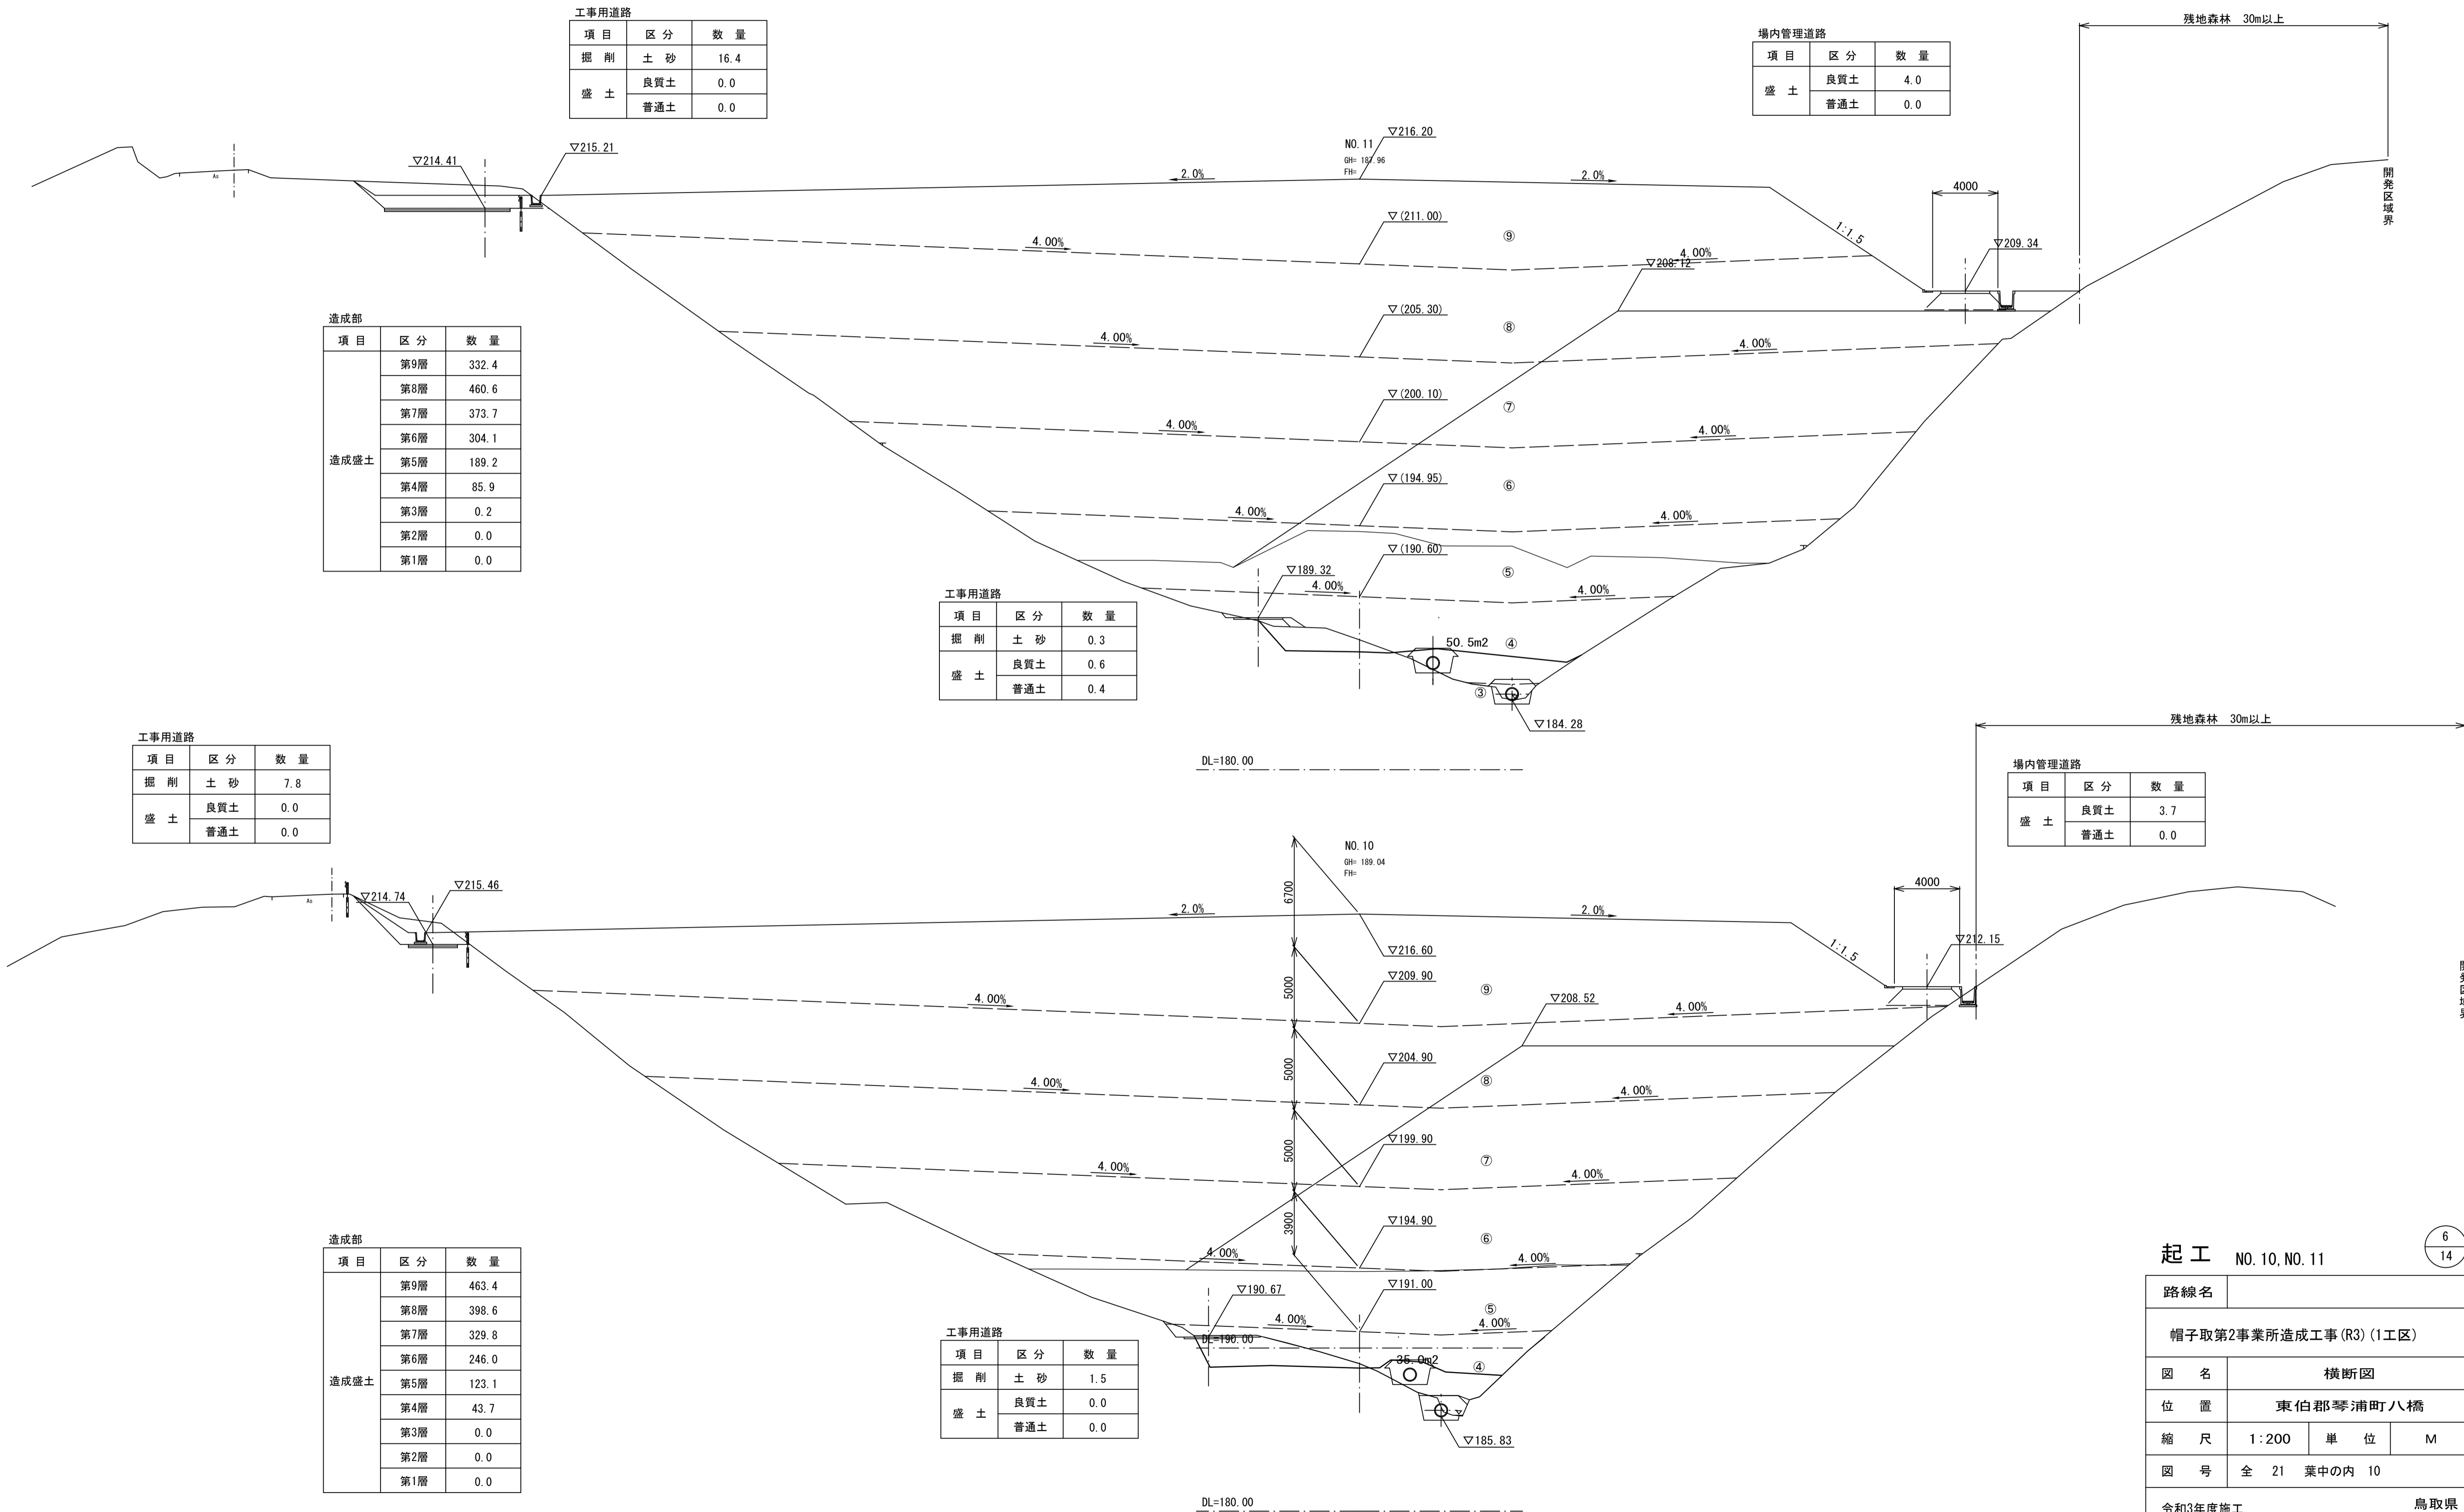 工事用道路
項 目 区 分 数 量
掘 削 土 砂 16.4
盛 土 良質土 0.0
普通土 0.0
場内管理道路
項 目 区 分 数 量
盛 土 良質土 4.0
普通土 0.0
残地森林 30m以上
開発区域界
▽214.41
▽215.21
As
NO.11
GH= 187.96
FH=
▽216.20
2.0%
2.0%
4000
1:1.5
▽209.34
▽(211.00)
⑨
4.00%
4.00%
▽208.12
▽(205.30)
⑧
4.00%
4.00%
▽(200.10)
⑦
4.00%
4.00%
▽(194.95)
⑥
4.00%
4.00%
▽(190.60)
⑤
▽189.32
4.00%
4.00%
50.5m2
④
③
▽184.28
DL=180.00
造成部
項 目 区 分 数 量
造成盛土
第9層 332.4
第8層 460.6
第7層 373.7
第6層 304.1
第5層 189.2
第4層 85.9
第3層 0.2
第2層 0.0
第1層 0.0
工事用道路
項 目 区 分 数 量
掘 削 土 砂 0.3
盛 土 良質土 0.6
普通土 0.4
工事用道路
項 目 区 分 数 量
掘 削 土 砂 7.8
盛 土 良質土 0.0
普通土 0.0
残地森林 30m以上
場内管理道路
項 目 区 分 数 量
盛 土 良質土 3.7
普通土 0.0
開発区域界
▽214.74
▽215.46
As
NO.10
GH= 189.04
FH=
6700
2.0%
2.0%
4000
1:1.5
▽212.15
▽216.60
▽209.90
5000
⑨
4.00%
4.00%
▽208.52
▽204.90
5000
⑧
4.00%
4.00%
▽199.90
5000
⑦
4.00%
4.00%
▽194.90
3900
⑥
4.00%
4.00%
▽191.00
▽190.67
⑤
4.00%
4.00%
DL=190.00
35.0m2
④
▽185.83
DL=180.00
造成部
項 目 区 分 数 量
造成盛土
第9層 463.4
第8層 398.6
第7層 329.8
第6層 246.0
第5層 123.1
第4層 43.7
第3層 0.0
第2層 0.0
第1層 0.0
工事用道路
項 目 区 分 数 量
掘 削 土 砂 1.5
盛 土 良質土 0.0
普通土 0.0
起 工 NO.10,NO.11
6
14
路線名
帽子取第2事業所造成工事(R3)(1工区)
図 名 横断図
位 置 東伯郡琴浦町八橋
縮 尺 1:200 単 位 M
図 号 全 21 葉中の内 10
令和3年度施工 鳥取県